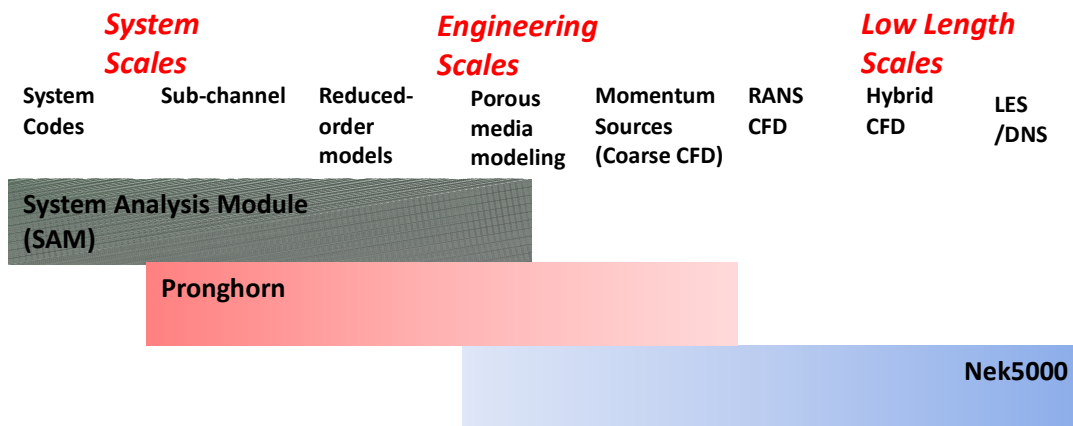 System
Scales
Engineering
Scales
Low Length
Scales
System
Codes
Sub-channel
Reduced-
order
models
Porous
media
modeling
Momentum
Sources
(Coarse CFD)
RANS
CFD
Hybrid
CFD
LES
/DNS
System Analysis Module
(SAM)
Pronghorn
Nek5000